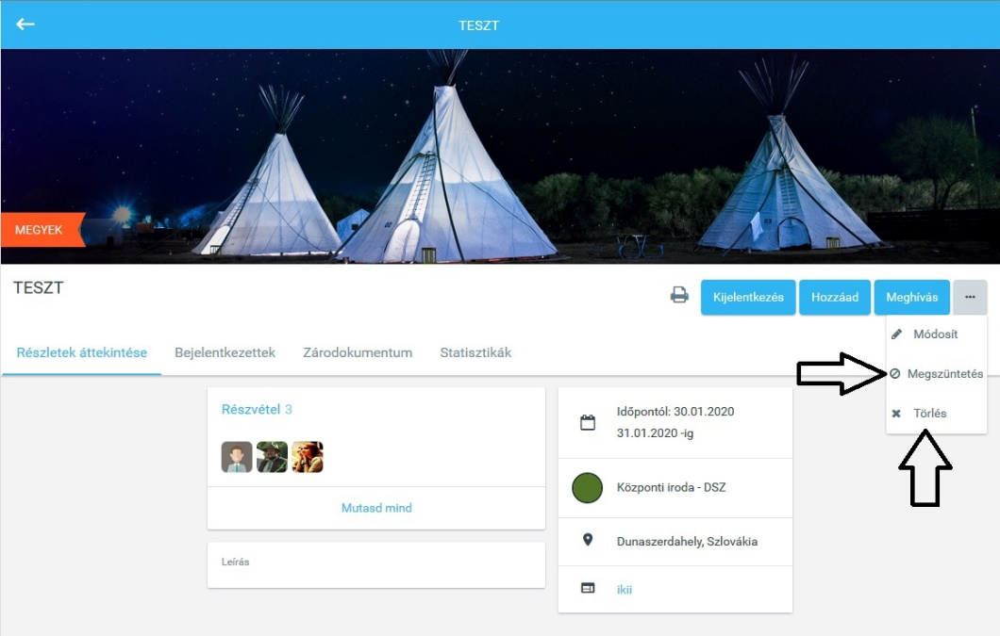 TESZT
MEGYEK
TESZT
Kijelentkezés
Hozzáad
Meghívás
...
Módosít
Megszüntetés
Törlés
Részletek áttekintése
Bejelentkezettek
Zárodokumentum
Statisztikák
Részvétel 3
Mutasd mind
Leírás
Időpontól: 30.01.2020
31.01.2020 -ig
Központi iroda - DSZ
Dunaszerdahely, Szlovákia
ikii